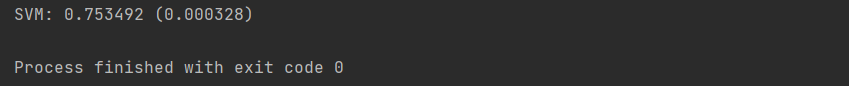 SVM: 0.753492 (0.000328)
Process finished with exit code 0